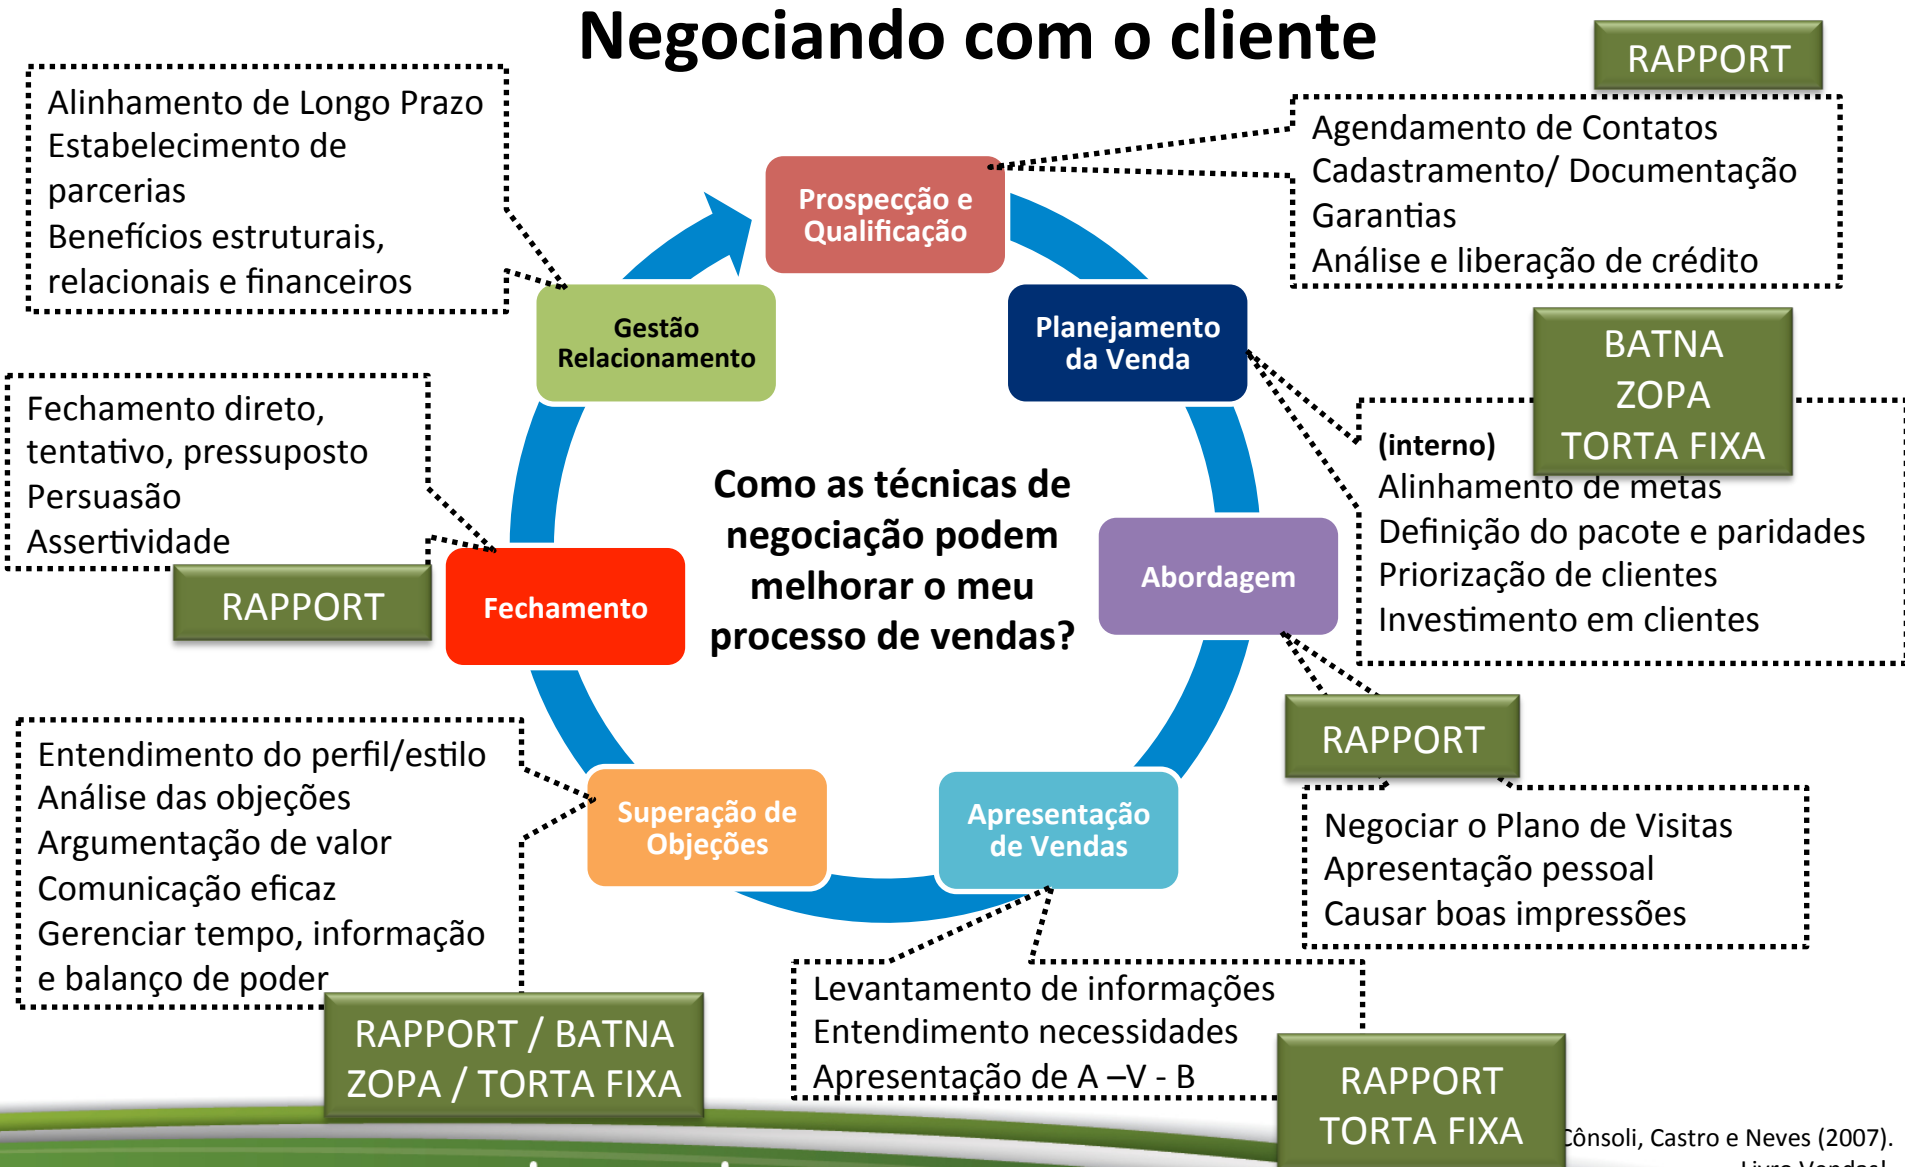 Negociando com o cliente
RAPPORT
Alinhamento de Longo Prazo
Estabelecimento de
parcerias
Benefícios estruturais,
relacionais e financeiros
Agendamento de Contatos
Cadastramento/ Documentação
Garantias
Análise e liberação de crédito
Prospecção e
Qualificação
Gestão
Relacionamento
Planejamento
da Venda
BATNA
ZOPA
TORTA FIXA
(interno)
Alinhamento de metas
Definição do pacote e paridades
Priorização de clientes
Investimento em clientes
Fechamento direto,
tentativo, pressuposto
Persuasão
Assertividade
RAPPORT
Fechamento
Como as técnicas de
negociação podem
melhorar o meu
processo de vendas?
Abordagem
RAPPORT
Negociar o Plano de Visitas
Apresentação pessoal
Causar boas impressões
Entendimento do perfil/estilo
Análise das objeções
Argumentação de valor
Comunicação eficaz
Gerenciar tempo, informação
e balanço de poder
Superação de
Objeções
Apresentação
de Vendas
RAPPORT / BATNA
ZOPA / TORTA FIXA
Levantamento de informações
Entendimento necessidades
Apresentação de A –V - B
RAPPORT
TORTA FIXA
Cônsoli, Castro e Neves (2007).